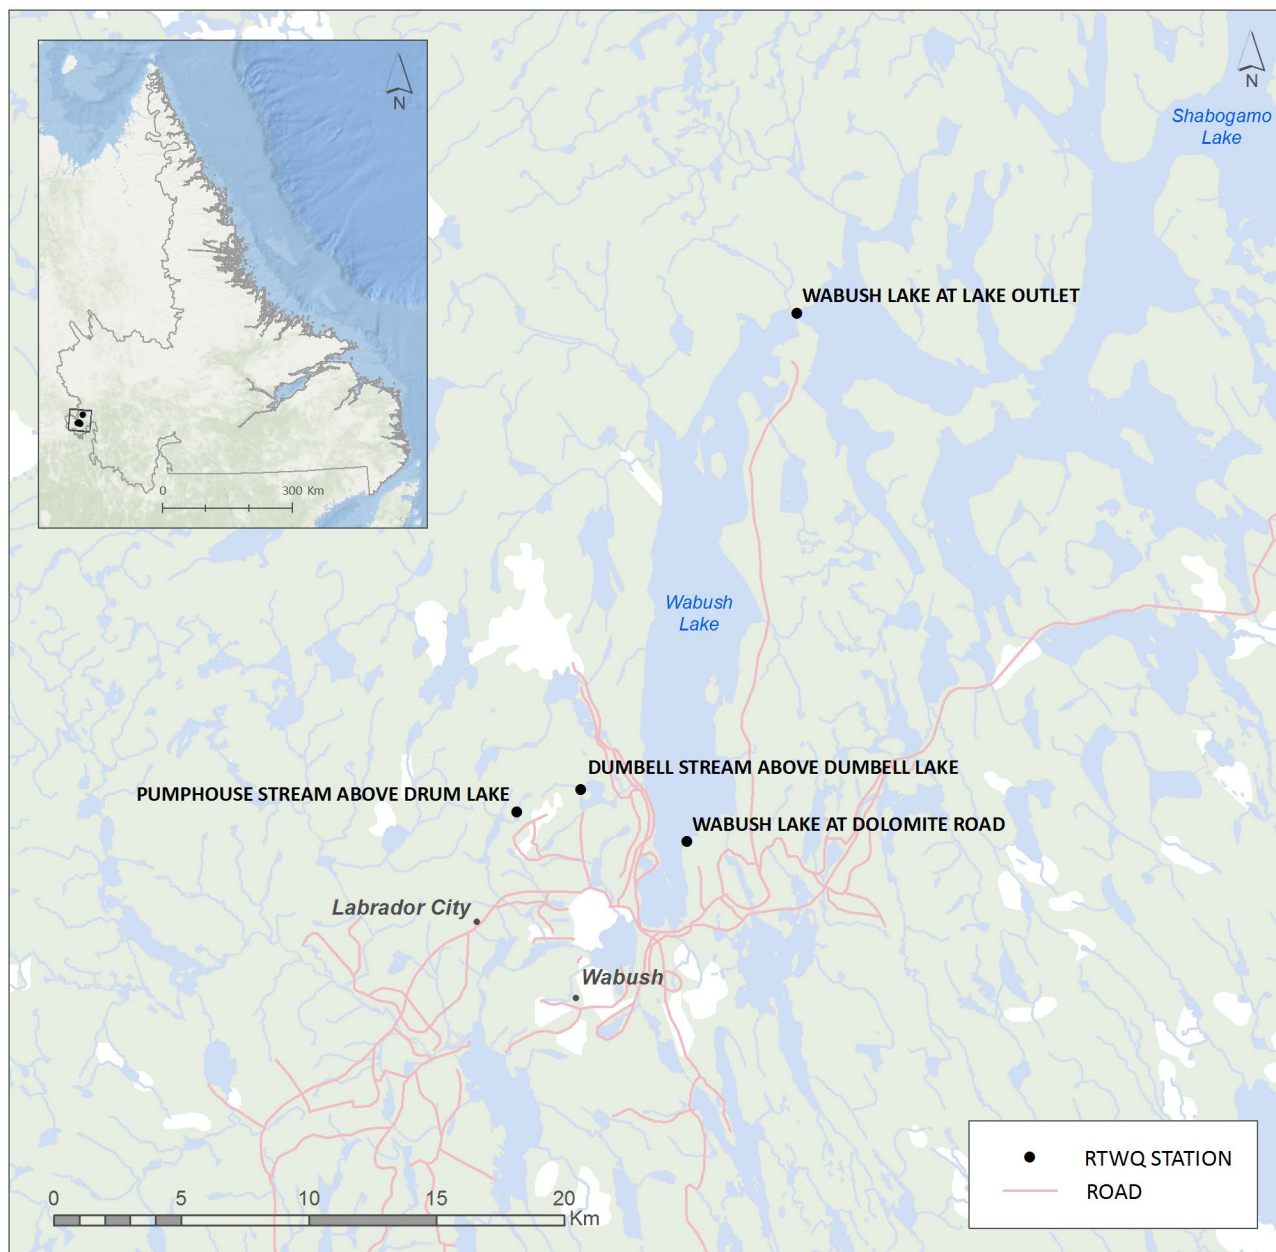 N
N
Shabogamo
Lake
WABUSH LAKE AT LAKE OUTLET
0
300 Km
Wabush
Lake
DUMBELL STREAM ABOVE DUMBELL LAKE
PUMPHOUSE STREAM ABOVE DRUM LAKE
WABUSH LAKE AT DOLOMITE ROAD
Labrador City
Wabush
RTWQ STATION
ROAD
0 5 10 15 20
Km